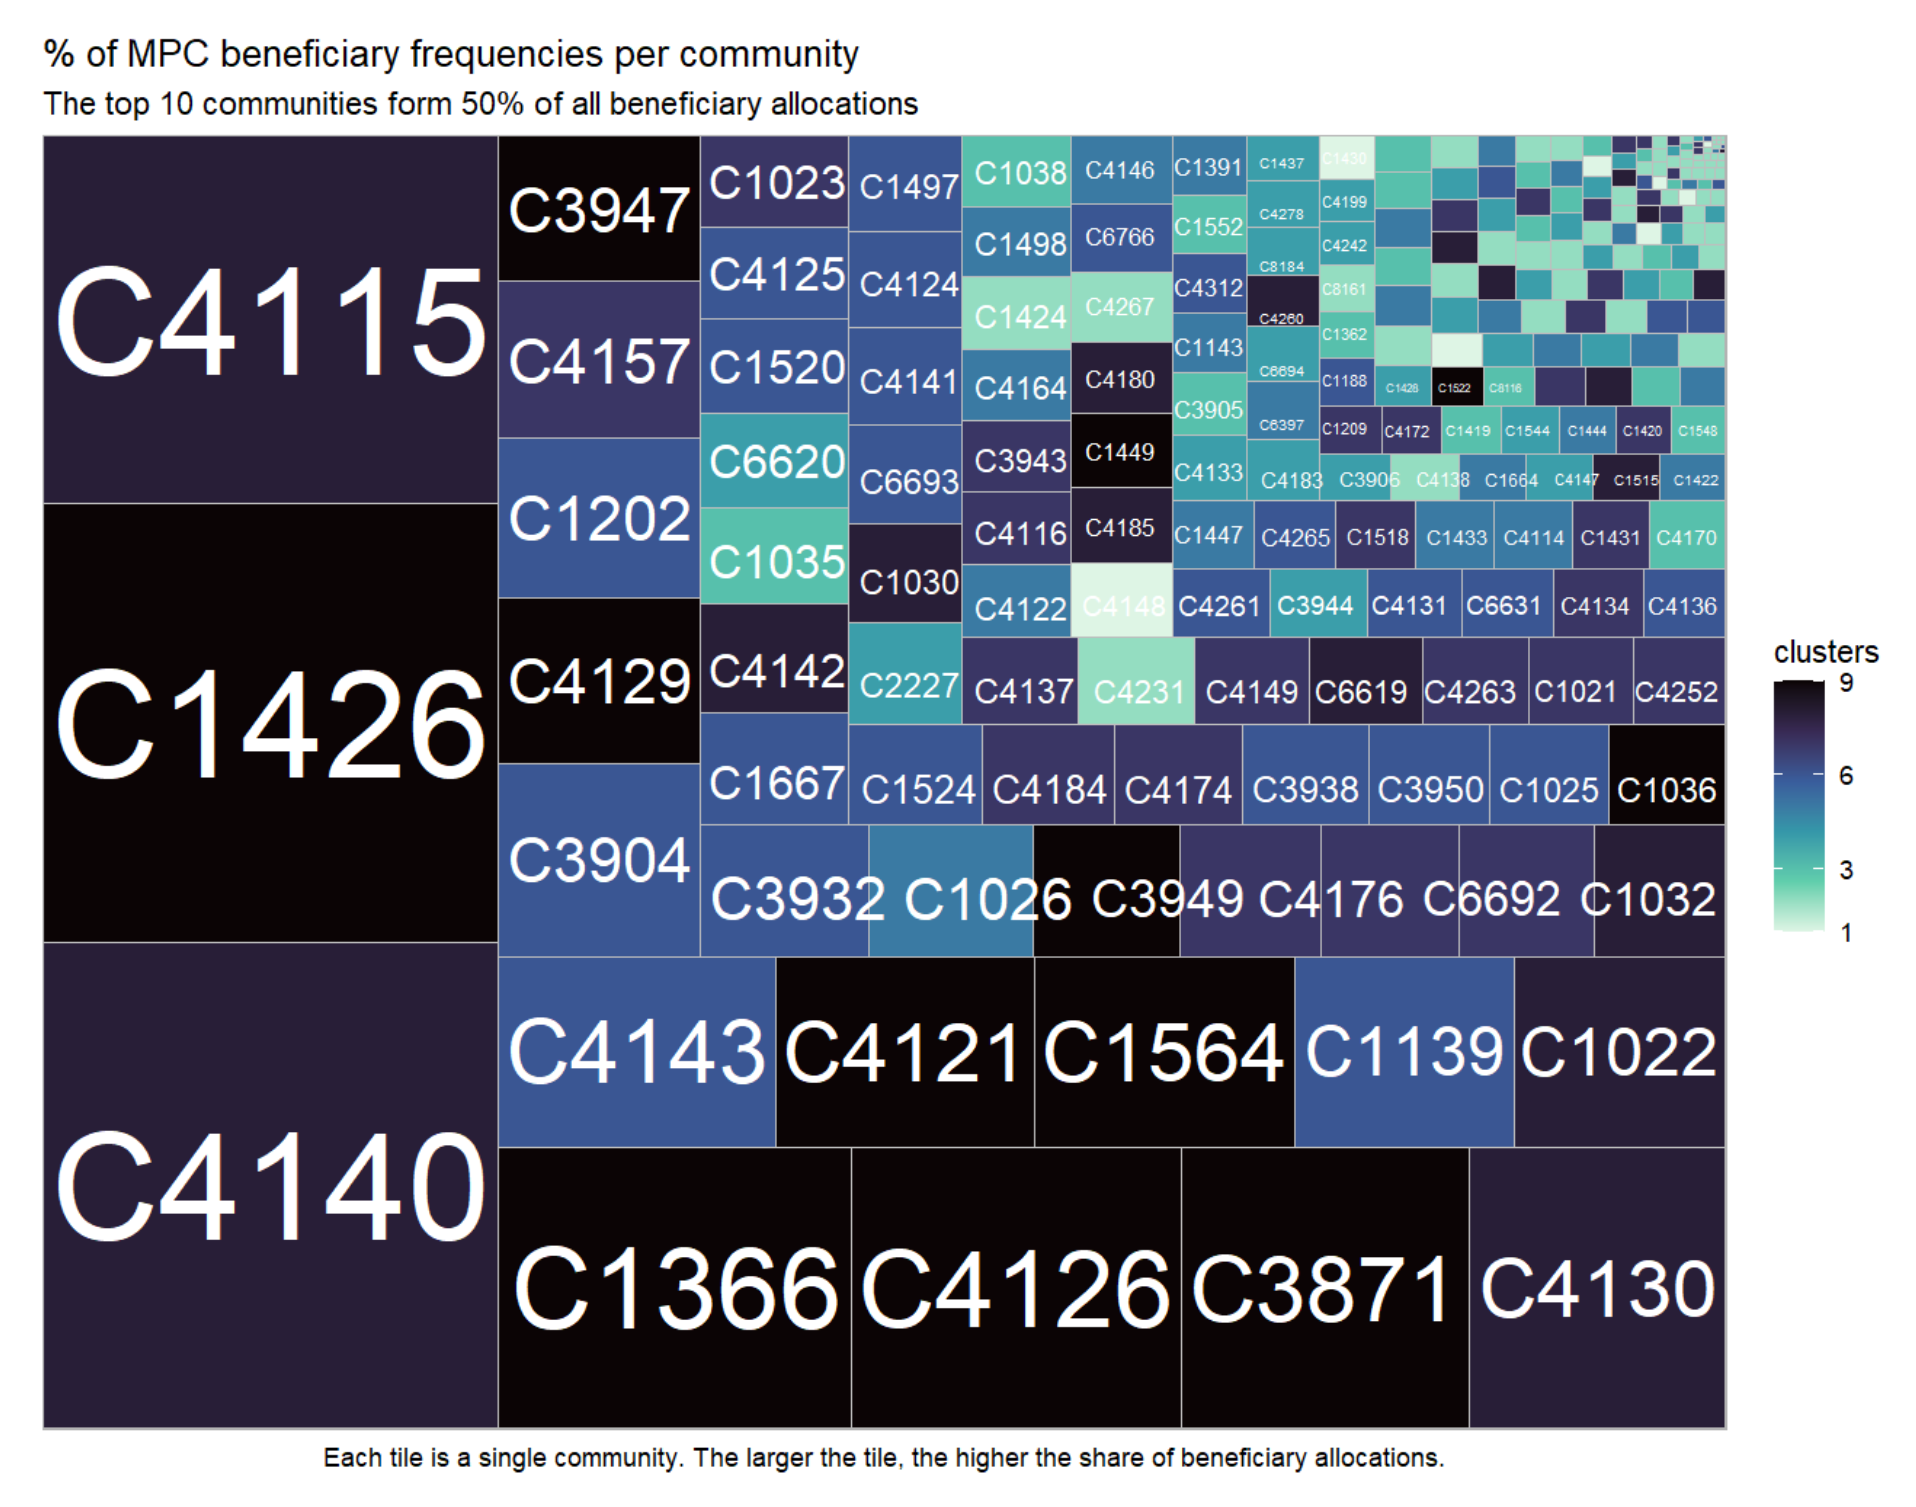 % of MPC beneficiary frequencies per community
The top 10 communities form 50% of all beneficiary allocations
C4115
C1426
C4140
C3947
C4157
C1202
C4129
C3904
C1023
C4125
C1520
C6620
C1035
C4142
C1667
C1497
C4124
C4141
C6693
C1030
C2227
C1038
C1498
C1424
C4164
C3943
C4116
C4122
C4146
C6766
C4267
C4180
C1449
C4185
C4148
C1391
C1552
C4312
C1143
C3905
C4133
C1437
C4278
C8184
C4260
C6694
C6397
C1430
C4199
C4242
C8161
C1362
C1188
C1428
C1522
C8116
C1209
C4172
C1419
C1544
C1444
C1420
C1548
C4183
C3906
C4138
C1664
C4147
C1515
C1422
C1447
C4265
C1518
C1433
C4114
C1431
C4170
C4261
C3944
C4131
C6631
C4134
C4136
C4137
C4231
C4149
C6619
C4263
C1021
C4252
C1524
C4184
C4174
C3938
C3950
C1025
C1036
C3932
C1026
C3949
C4176
C6692
C1032
C4143
C4121
C1564
C1139
C1022
C1366
C4126
C3871
C4130
clusters
9
6
3
1
Each tile is a single community. The larger the tile, the higher the share of beneficiary allocations.